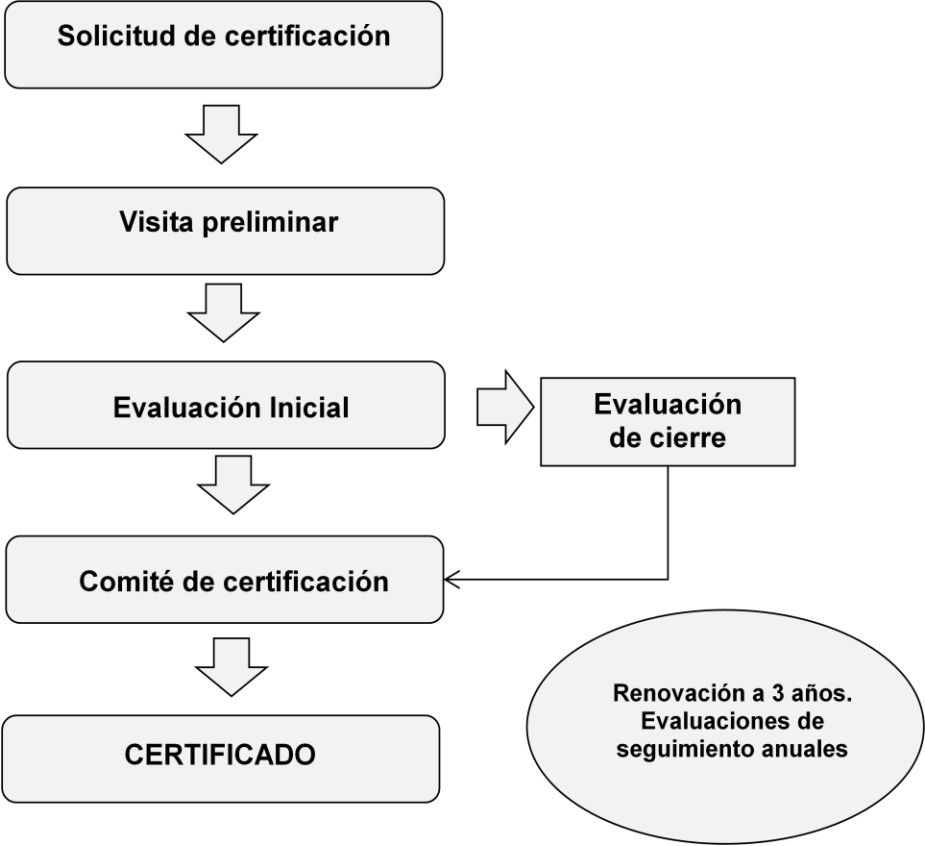 Solicitud de certificación
Visita preliminar
Evaluación Inicial
Evaluación
de cierre
Comité de certificación
Renovación a 3 años.
Evaluaciones de
seguimiento anuales
CERTIFICADO